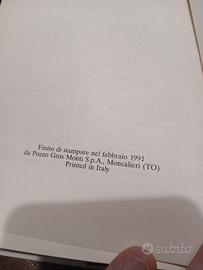 Finito di stampare nel febbraio 1991
da Pozzo Gros Monti S.p.A., Moncalieri (TO)
Printed in Italy
subito